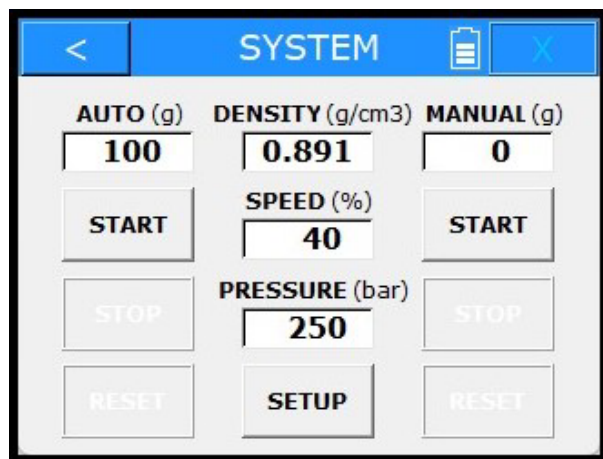 < SYSTEM X
AUTO (g) DENSITY (g/cm3) MANUAL (g)
100 0.891 0
SPEED (%)
START 40 START
PRESSURE (bar)
STOP 250 STOP
RESET SETUP RESET